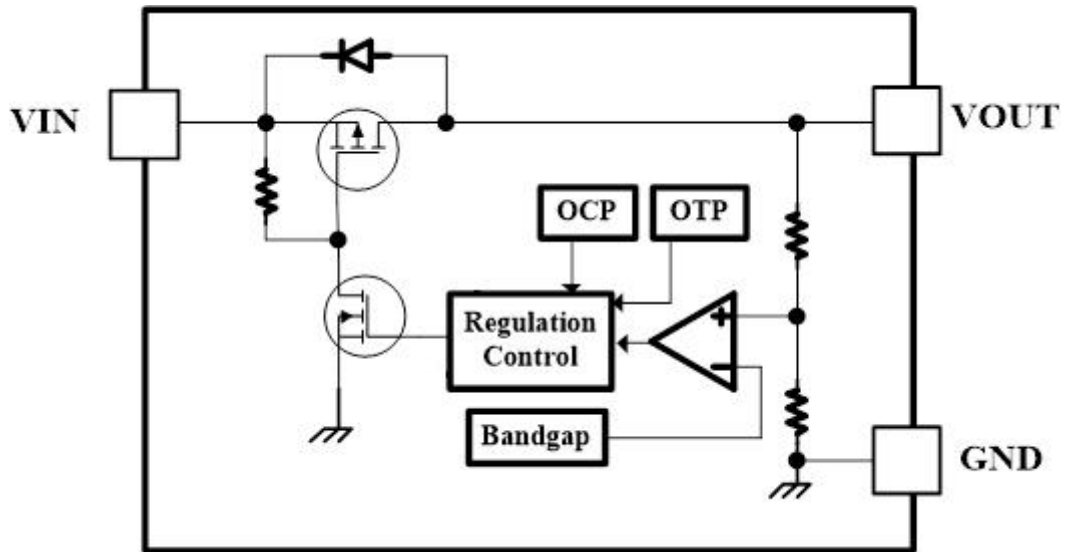 VIN
VOUT
OCP
OTP
Regulation
Control
+
−
Bandgap
GND